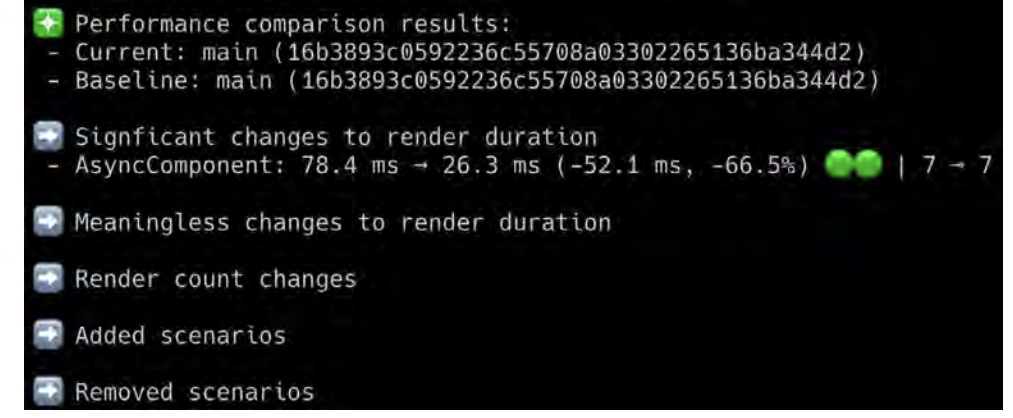 Performance comparison results:
- Current: main (16b3893c0592236c55708a03302265136ba344d2)
- Baseline: main (16b3893c0592236c55708a03302265136ba344d2)
Signficant changes to render duration
- AsyncComponent: 78.4 ms → 26.3 ms (-52.1 ms, -66.5%) 🟢🟢 | 7 → 7
Meaningless changes to render duration
Render count changes
Added scenarios
Removed scenarios